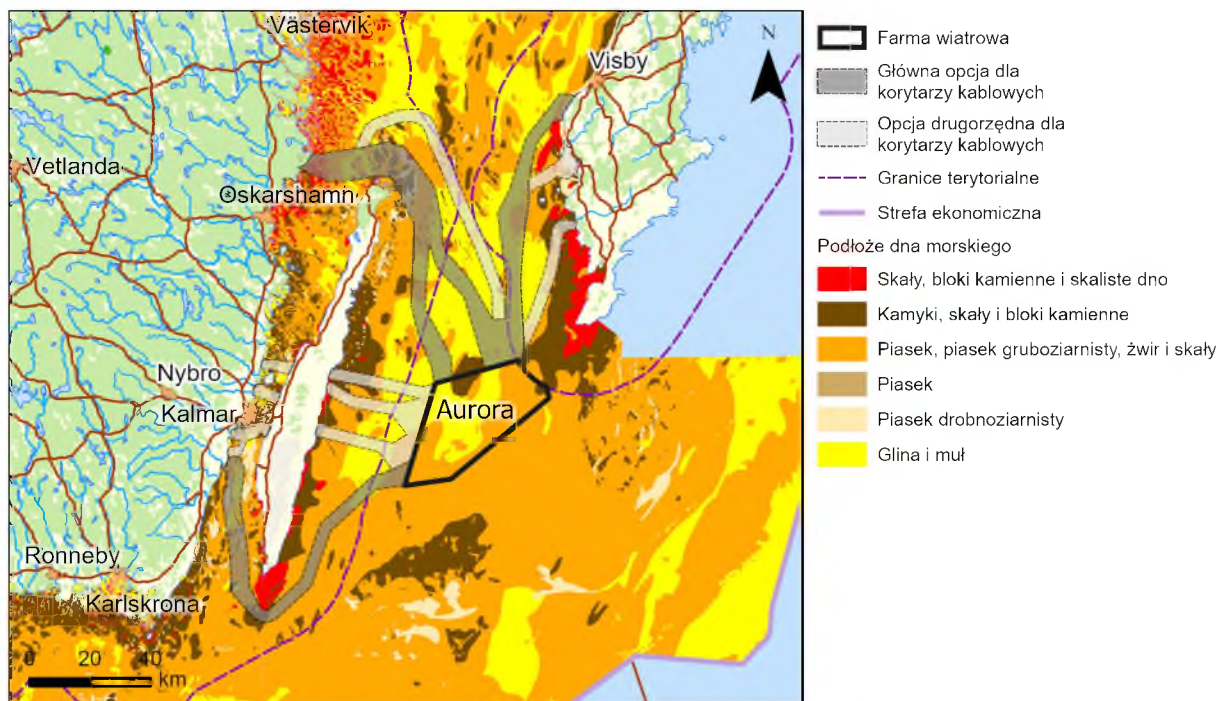 Västervik
N
Visby
Vetlanda
Oskarshamn
Nybro
Kalmar
Aurora
Ronneby
Karlskrona
0 20 40
km
Farma wiatrowa
Główna opcja dla
korytarzy kablowych
Opcja drugorzędna dla
korytarzy kablowych
Granice terytorialne
Strefa ekonomiczna
Podłoże dna morskiego
Skały, bloki kamienne i skaliste dno
Kamyki, skały i bloki kamienne
Piasek, piasek gruboziarnisty, żwir i skały
Piasek
Piasek drobnoziarnisty
Glina i muł